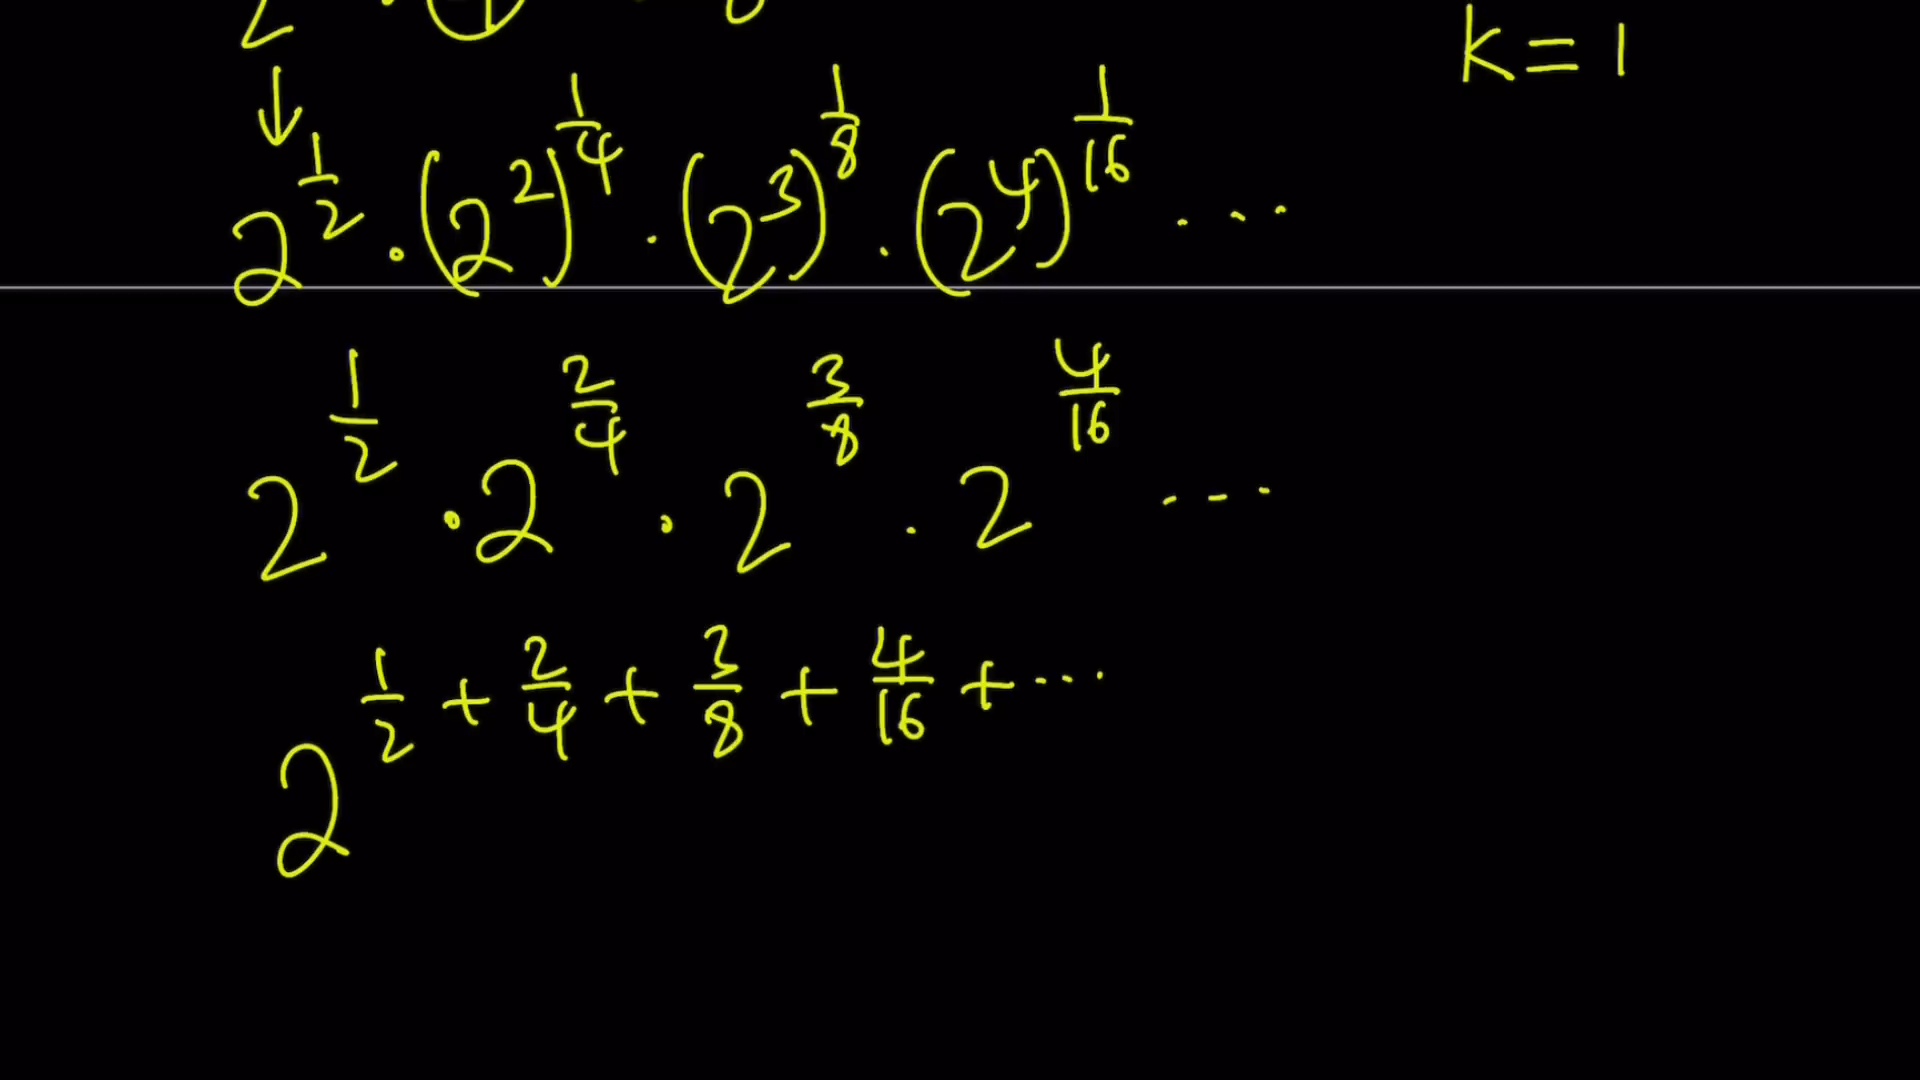 k = 1
↓
2^{1/2} · (2^2)^{1/4} · (2^3)^{1/8} · (2^4)^{1/16} ...
2^{1/2} · 2^{2/4} · 2^{3/8} · 2^{4/16} ...
2^{1/2 + 2/4 + 3/8 + 4/16 + ...}